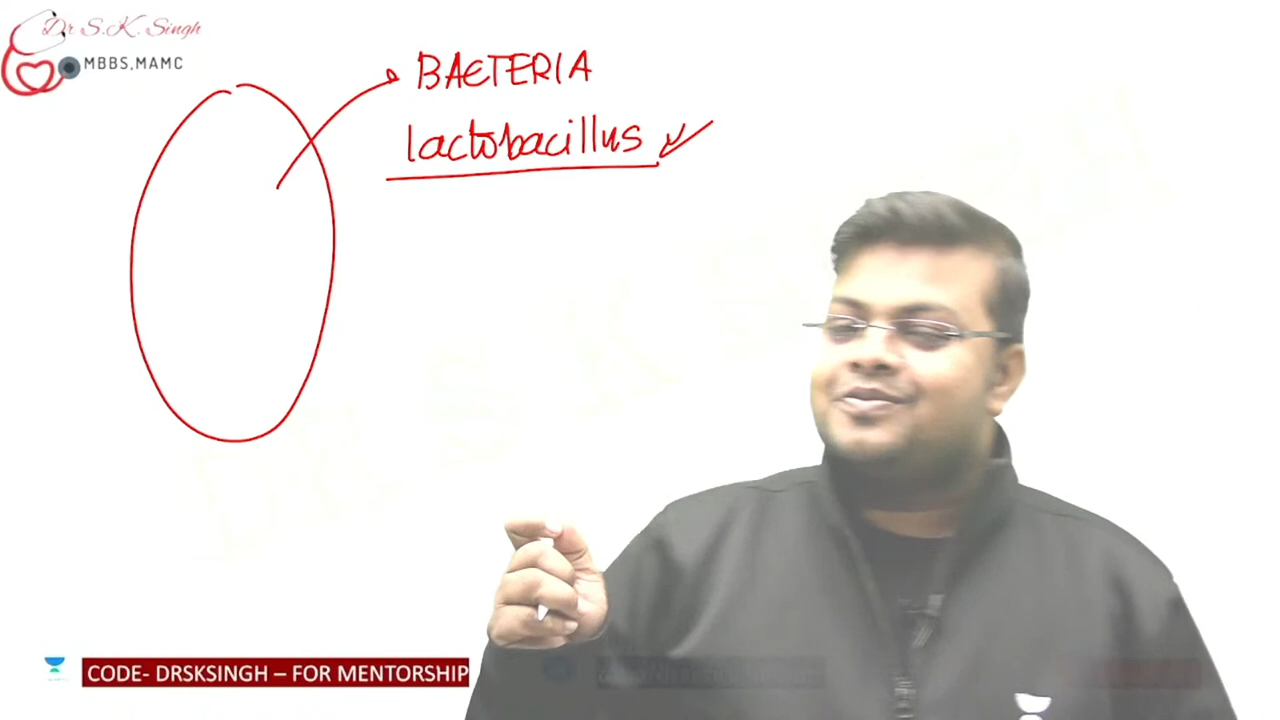 Dr S.K. Singh
MBBS,MAMC
BACTERIA
lactobacillus
CODE- DRSKSINGH – FOR MENTORSHIP